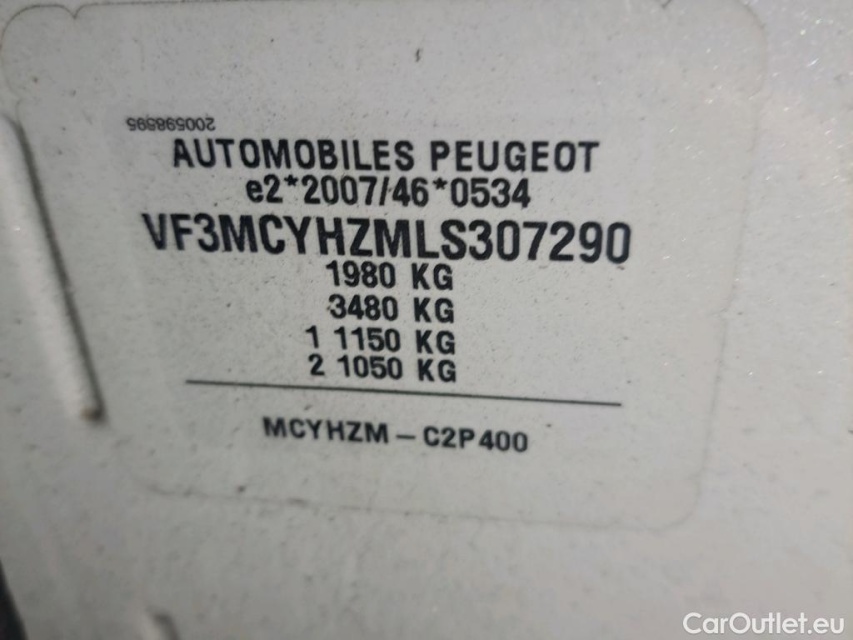 200598595
AUTOMOBILES PEUGEOT
e2*2007/46*0534
VF3MCYHZMLS307290
1980 KG
3480 KG
1 1150 KG
2 1050 KG
MCYHZM – C2P400
CarOutlet.eu